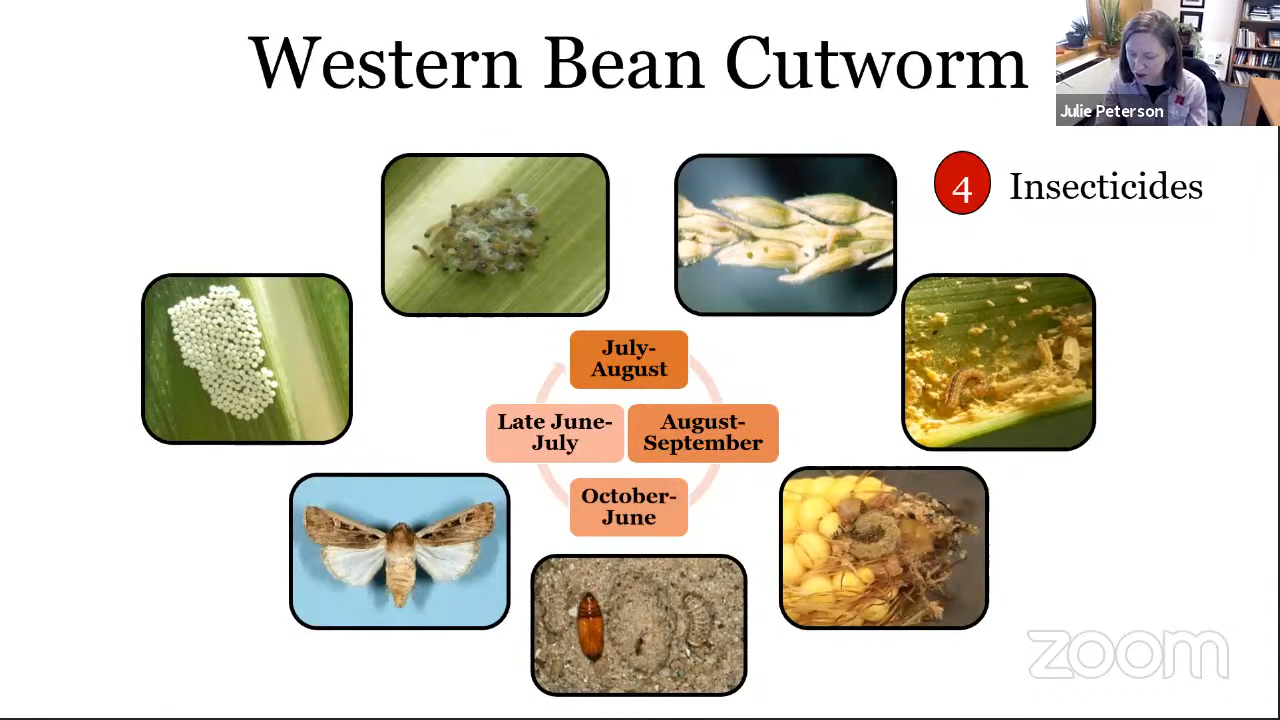 Western Bean Cutworm
Julie Peterson
4 Insecticides
July-
August
Late June-
July
August-
September
October-
June
zoom